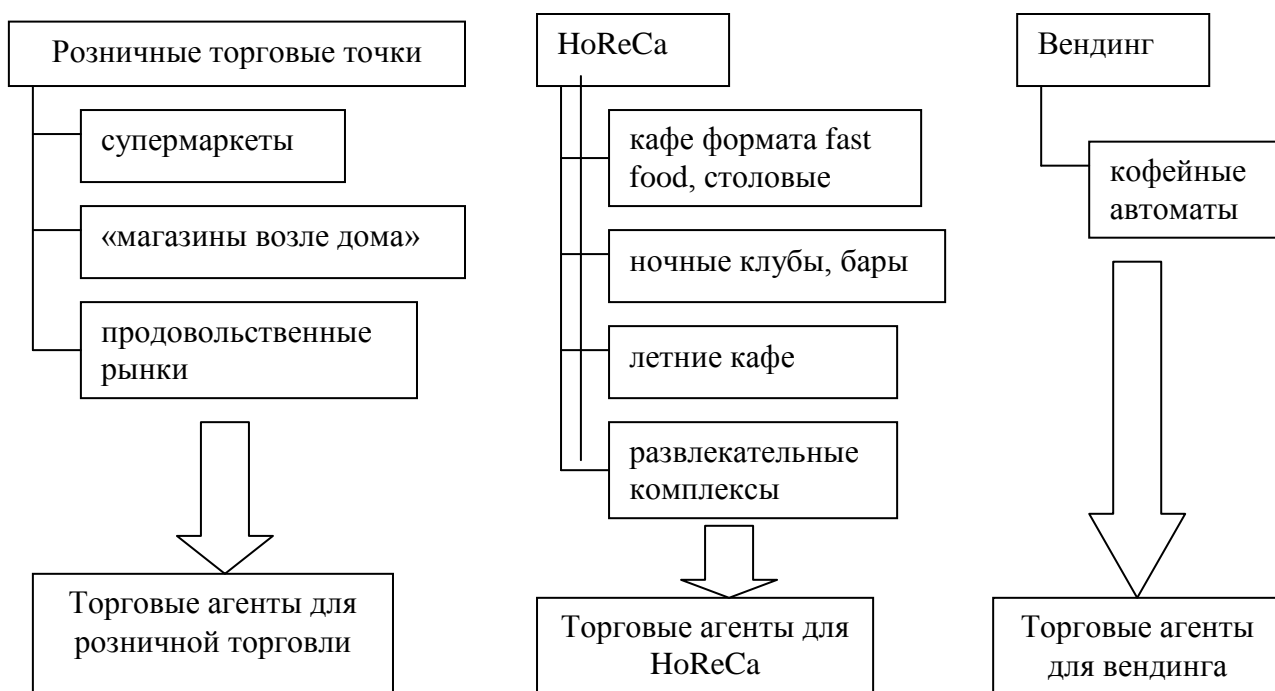 Розничные торговые точки
супермаркеты
«магазины возле дома»
продовольственные
рынки
Торговые агенты для
розничной торговли
HoReCa
кафе формата fast
food, столовые
ночные клубы, бары
летние кафе
развлекательные
комплексы
Торговые агенты для
HoReCa
Вендинг
кофейные
автоматы
Торговые агенты
для вендинга